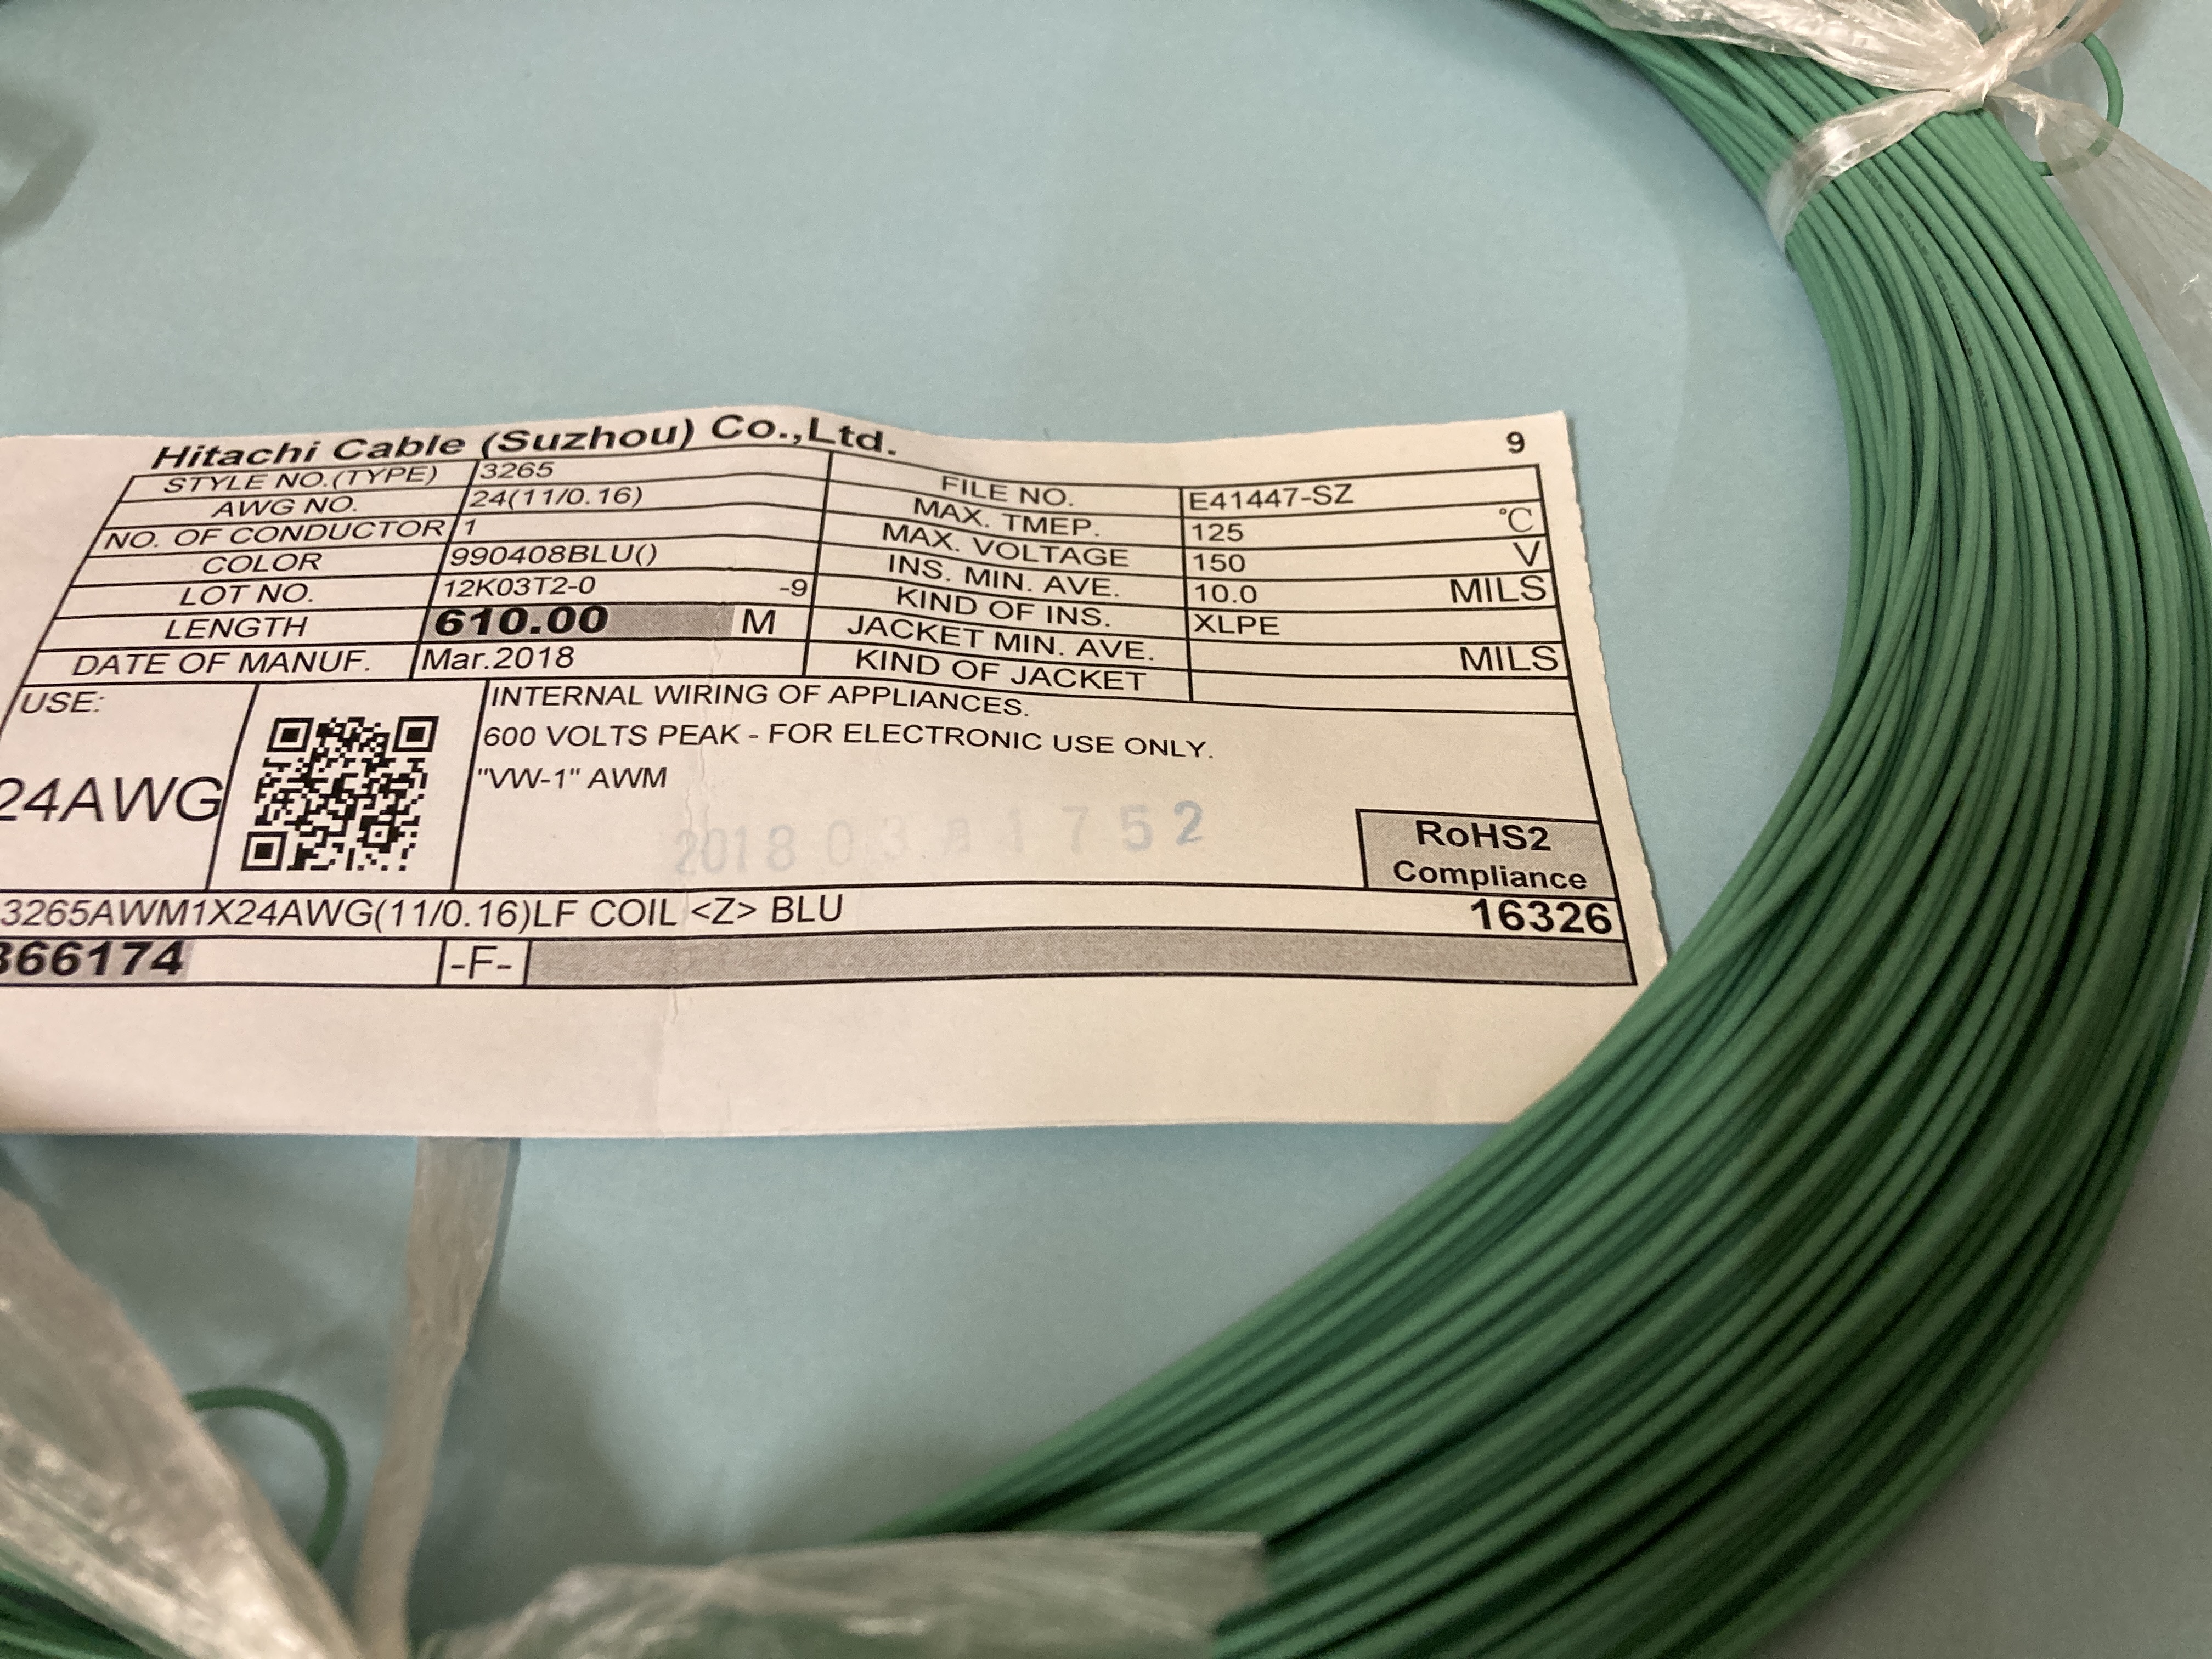 Hitachi Cable (Suzhou) Co.,Ltd. 9
STYLE NO.(TYPE) 3265 FILE NO. E41447-SZ
AWG NO. 24(11/0.16) MAX. TMEP. 125 °C
NO. OF CONDUCTOR 1 MAX. VOLTAGE 150 V
COLOR 990408BLU() INS. MIN. AVE. 10.0 MILS
LOT NO. 12K03T2-0 -9 KIND OF INS. XLPE
LENGTH 610.00 M JACKET MIN. AVE. MILS
DATE OF MANUF. Mar.2018 KIND OF JACKET
USE: INTERNAL WIRING OF APPLIANCES.
600 VOLTS PEAK - FOR ELECTRONIC USE ONLY.
24AWG "VW-1" AWM
RoHS2
Compliance
3265AWM1X24AWG(11/0.16)LF COIL <Z> BLU 16326
366174 -F-